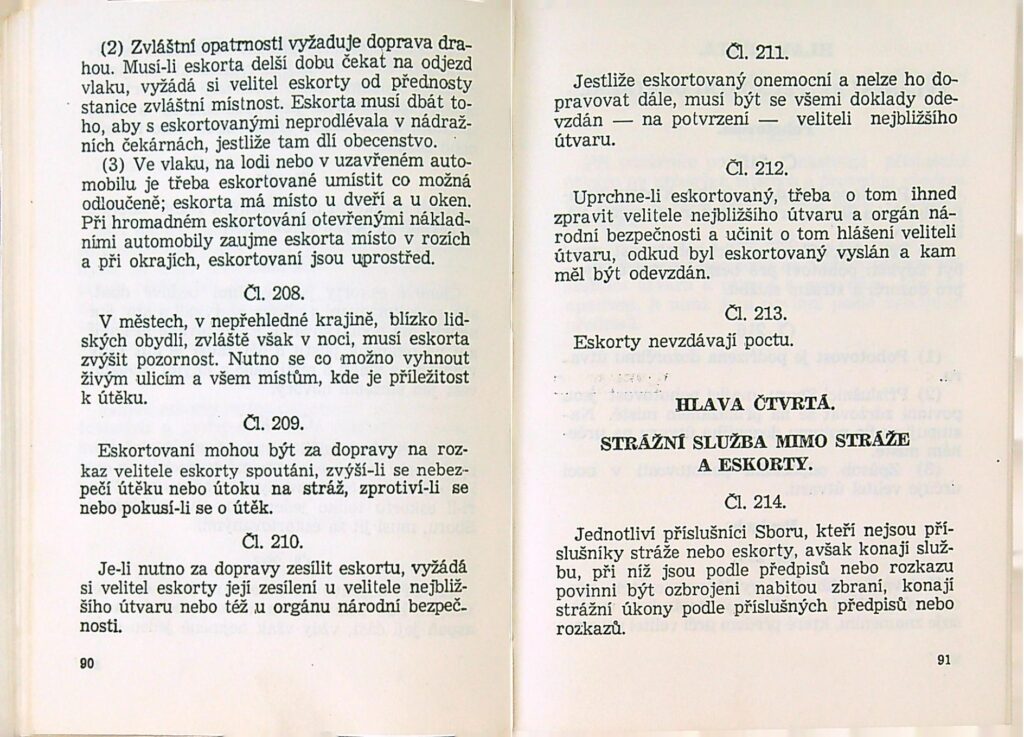 (2) Zvláštní opatrnosti vyžaduje doprava dra-
hou. Musí-li eskorta delší dobu čekat na odjezd
vlaku, vyžádá si velitel eskorty od přednosty
stanice zvláštní místnost. Eskorta musí dbát to-
ho, aby s eskortovanými neprodlévala v nádraž-
ních čekárnách, jestliže tam dlí obecenstvo.
(3) Ve vlaku, na lodi nebo v uzavřeném auto-
mobilu je třeba eskortované umístit co možná
odloučeně; eskorta má místo u dveří a u oken.
Při hromadném eskortování otevřenými náklad-
ními automobily zaujme eskorta místo v rozích
a při okrajích, eskortovaní jsou uprostřed.
Čl. 208.
V městech, v nepřehledné krajině, blízko lid-
ských obydlí, zvláště však v noci, musí eskorta
zvýšit pozornost. Nutno se co možno vyhnout
živým ulicím a všem místům, kde je příležitost
k útěku.
Čl. 209.
Eskortovaní mohou být za dopravy na roz-
kaz velitele eskorty spoutáni, zvýší-li se nebez-
pečí útěku nebo útoku na stráž, zprotiví-li se
nebo pokusí-li se o útěk.
Čl. 210.
Je-li nutno za dopravy zesílit eskortu, vyžádá
si velitel eskorty její zesílení u velitele nejbliž-
šího útvaru nebo též u orgánu národní bezpeč-
nosti.
90
Čl. 211.
Jestliže eskortovaný onemocní a nelze ho do-
pravovat dále, musí být se všemi doklady ode-
vzdán — na potvrzení — veliteli nejbližšího
útvaru.
Čl. 212.
Uprchne-li eskortovaný, třeba o tom ihned
zpravit velitele nejbližšího útvaru a orgán ná-
rodní bezpečnosti a učinit o tom hlášení veliteli
útvaru, odkud byl eskortovaný vyslán a kam
měl být odevzdán.
Čl. 213.
Eskorty nevzdávají poctu.
HLAVA ČTVRTÁ.
STRÁŽNÍ SLUŽBA MIMO STRÁŽE
A ESKORTY.
Čl. 214.
Jednotliví příslušníci Sboru, kteří nejsou pří-
slušníky stráže nebo eskorty, avšak konají služ-
bu, při níž jsou podle předpisů nebo rozkazu
povinni být ozbrojeni nabitou zbraní, konají
strážní úkony podle příslušných předpisů nebo
rozkazů.
91